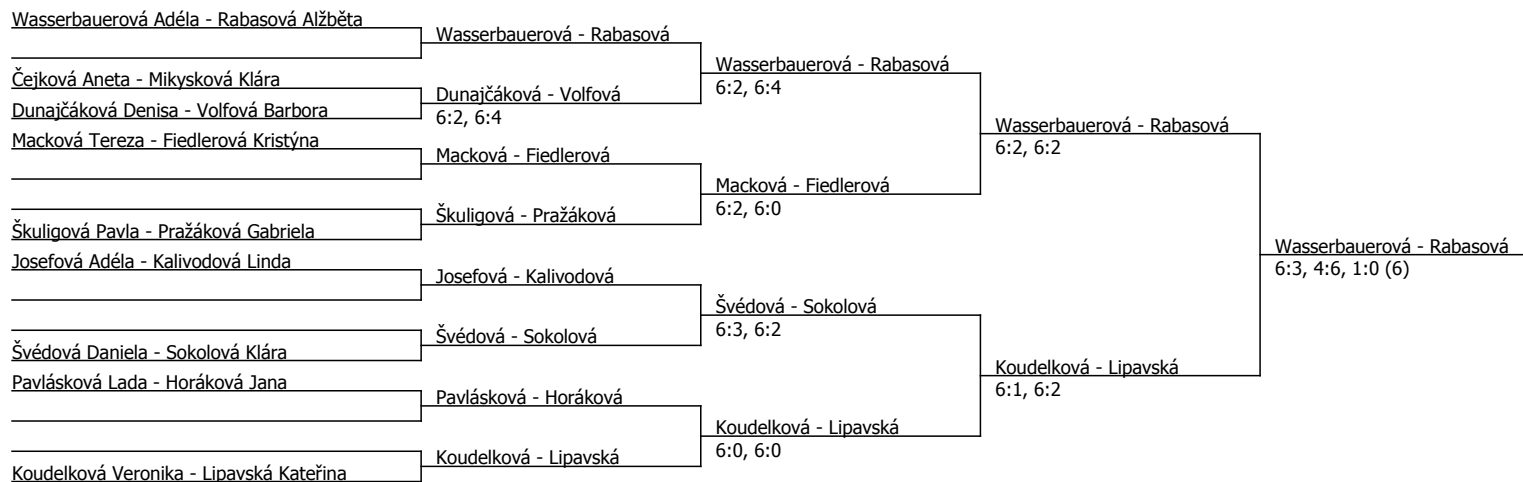 Wasserbauerová Adéla - Rabasová Alžběta
Čejková Aneta - Mikysková Klára
Dunajčáková Denisa - Volfová Barbora
Macková Tereza - Fiedlerová Kristýna
Škuligová Pavla - Pražáková Gabriela
Josefová Adéla - Kalivodová Linda
Švédová Daniela - Sokolová Klára
Pavlásková Lada - Horáková Jana
Koudelková Veronika - Lipavská Kateřina
Wasserbauerová - Rabasová
Dunajčáková - Volfová
6:2, 6:4
Macková - Fiedlerová
Škuligová - Pražáková
Josefová - Kalivodová
Švédová - Sokolová
Pavlásková - Horáková
Koudelková - Lipavská
Wasserbauerová - Rabasová
6:2, 6:4
Macková - Fiedlerová
6:2, 6:0
Švédová - Sokolová
6:3, 6:2
Koudelková - Lipavská
6:0, 6:0
Wasserbauerová - Rabasová
6:2, 6:2
Koudelková - Lipavská
6:1, 6:2
Wasserbauerová - Rabasová
6:3, 4:6, 1:0 (6)